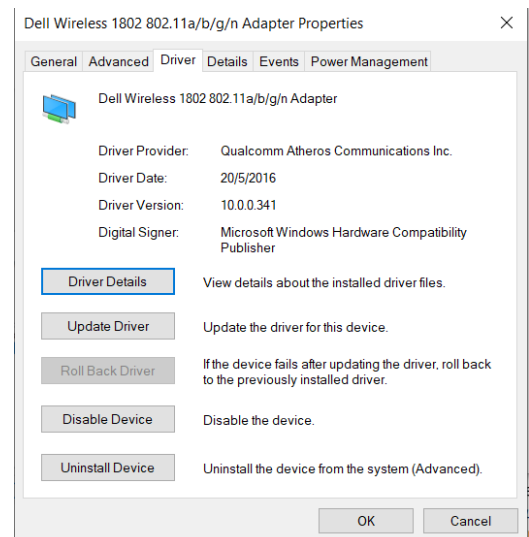 Dell Wireless 1802 802.11a/b/g/n Adapter Properties
General Advanced Driver Details Events Power Management
Dell Wireless 1802 802.11a/b/g/n Adapter
Driver Provider: Qualcomm Atheros Communications Inc.
Driver Date: 20/5/2016
Driver Version: 10.0.0.341
Digital Signer: Microsoft Windows Hardware Compatibility
Publisher
Driver Details View details about the installed driver files.
Update Driver Update the driver for this device.
Roll Back Driver If the device fails after updating the driver, roll back
to the previously installed driver.
Disable Device Disable the device.
Uninstall Device Uninstall the device from the system (Advanced).
OK Cancel